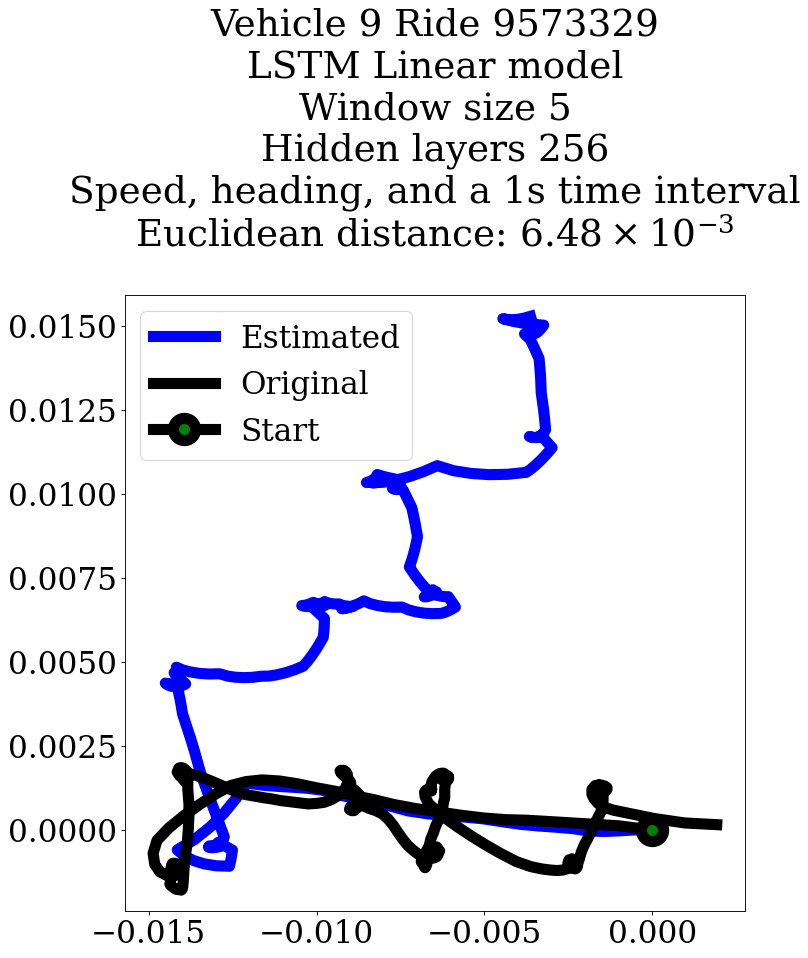 Vehicle 9 Ride 9573329
LSTM Linear model
Window size 5
Hidden layers 256
Speed, heading, and a 1s time interval
Euclidean distance: 6.48 × 10⁻³
Estimated
Original
Start
0.0150
0.0125
0.0100
0.0075
0.0050
0.0025
0.0000
−0.015 −0.010 −0.005 0.000